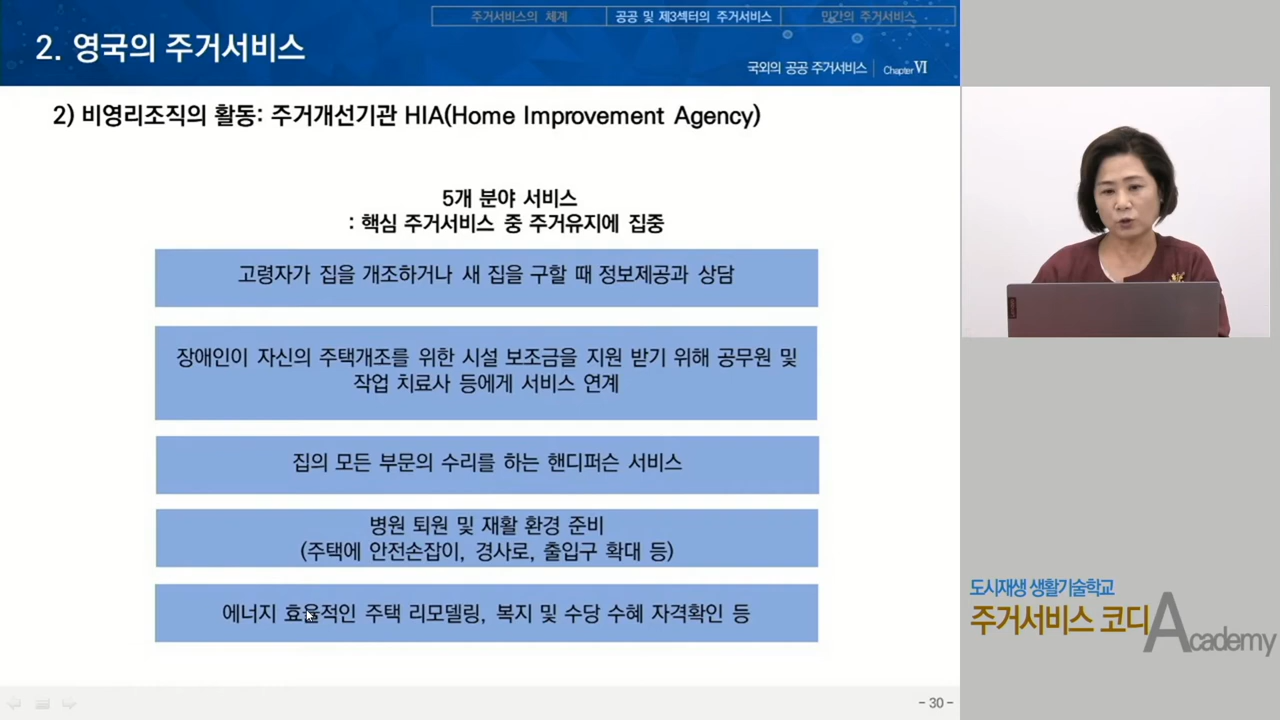 주거서비스의 체계
공공 및 제3섹터의 주거서비스
민간의 주거서비스
2. 영국의 주거서비스
국외의 공공 주거서비스 Chapter Ⅵ
2) 비영리조직의 활동: 주거개선기관 HIA(Home Improvement Agency)
5개 분야 서비스
: 핵심 주거서비스 중 주거유지에 집중
고령자가 집을 개조하거나 새 집을 구할 때 정보제공과 상담
장애인이 자신의 주택개조를 위한 시설 보조금을 지원 받기 위해 공무원 및
작업 치료사 등에게 서비스 연계
집의 모든 부문의 수리를 하는 핸디퍼슨 서비스
병원 퇴원 및 재활 환경 준비
(주택에 안전손잡이, 경사로, 출입구 확대 등)
에너지 효율적인 주택 리모델링, 복지 및 수당 수혜 자격확인 등
도시재생 생활기술학교
주거서비스 코디 Academy
- 30 -